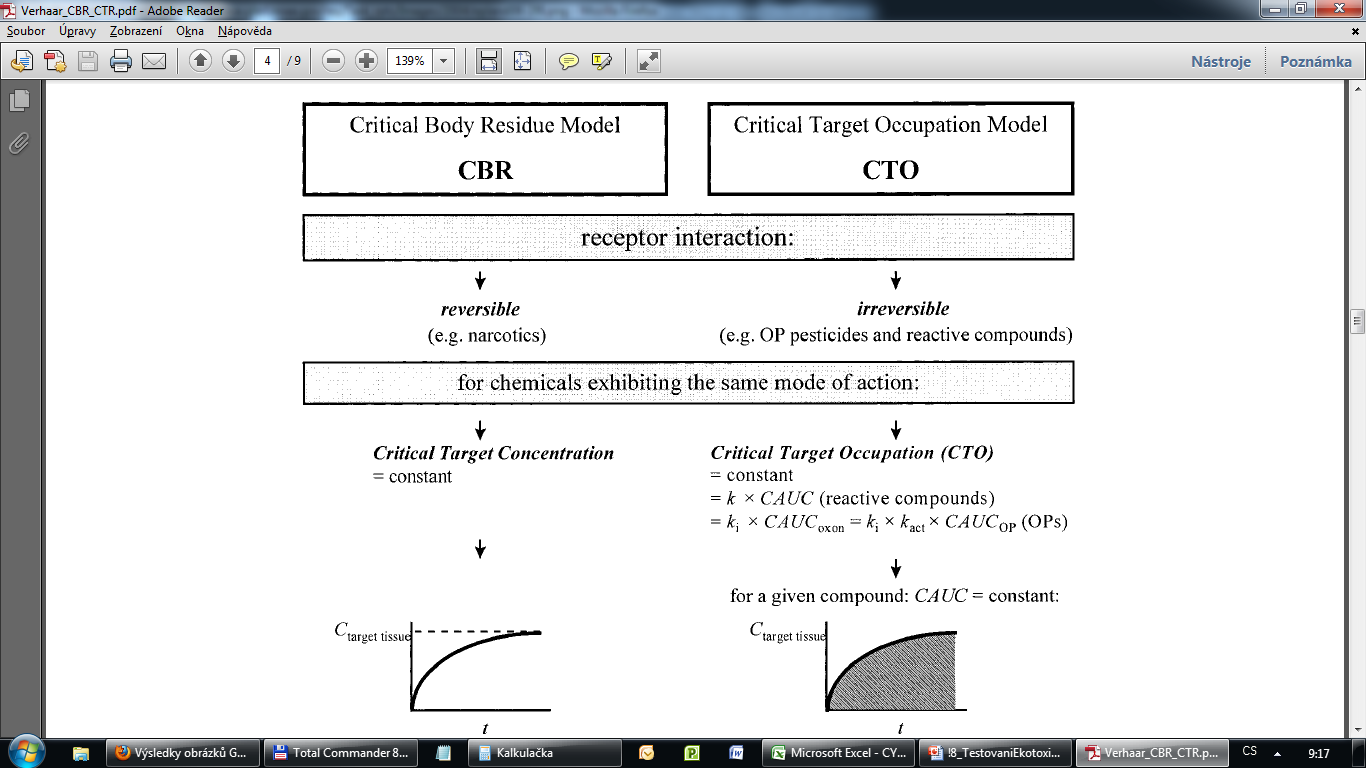 Verhaar_CBR_CTR.pdf - Adobe Reader
Soubor Úpravy Zobrazení Okna Nápověda
4 / 9 139% Nástroje Poznámka
Critical Body Residue Model
CBR
Critical Target Occupation Model
CTO
receptor interaction:
reversible
(e.g. narcotics)
irreversible
(e.g. OP pesticides and reactive compounds)
for chemicals exhibiting the same mode of action:
Critical Target Concentration
= constant
Critical Target Occupation (CTO)
= constant
= k × CAUC (reactive compounds)
= ki × CAUCoxon = ki × kact × CAUCOP (OPs)
for a given compound: CAUC = constant:
Ctarget tissue
t
Ctarget tissue
t
Výsledky obrázků G... Total Commander 8... Kalkulačka Microsoft Excel - CY... !8_TestovaniEkotoxi... Verhaar_CBR_CTR.p... CS 9:17